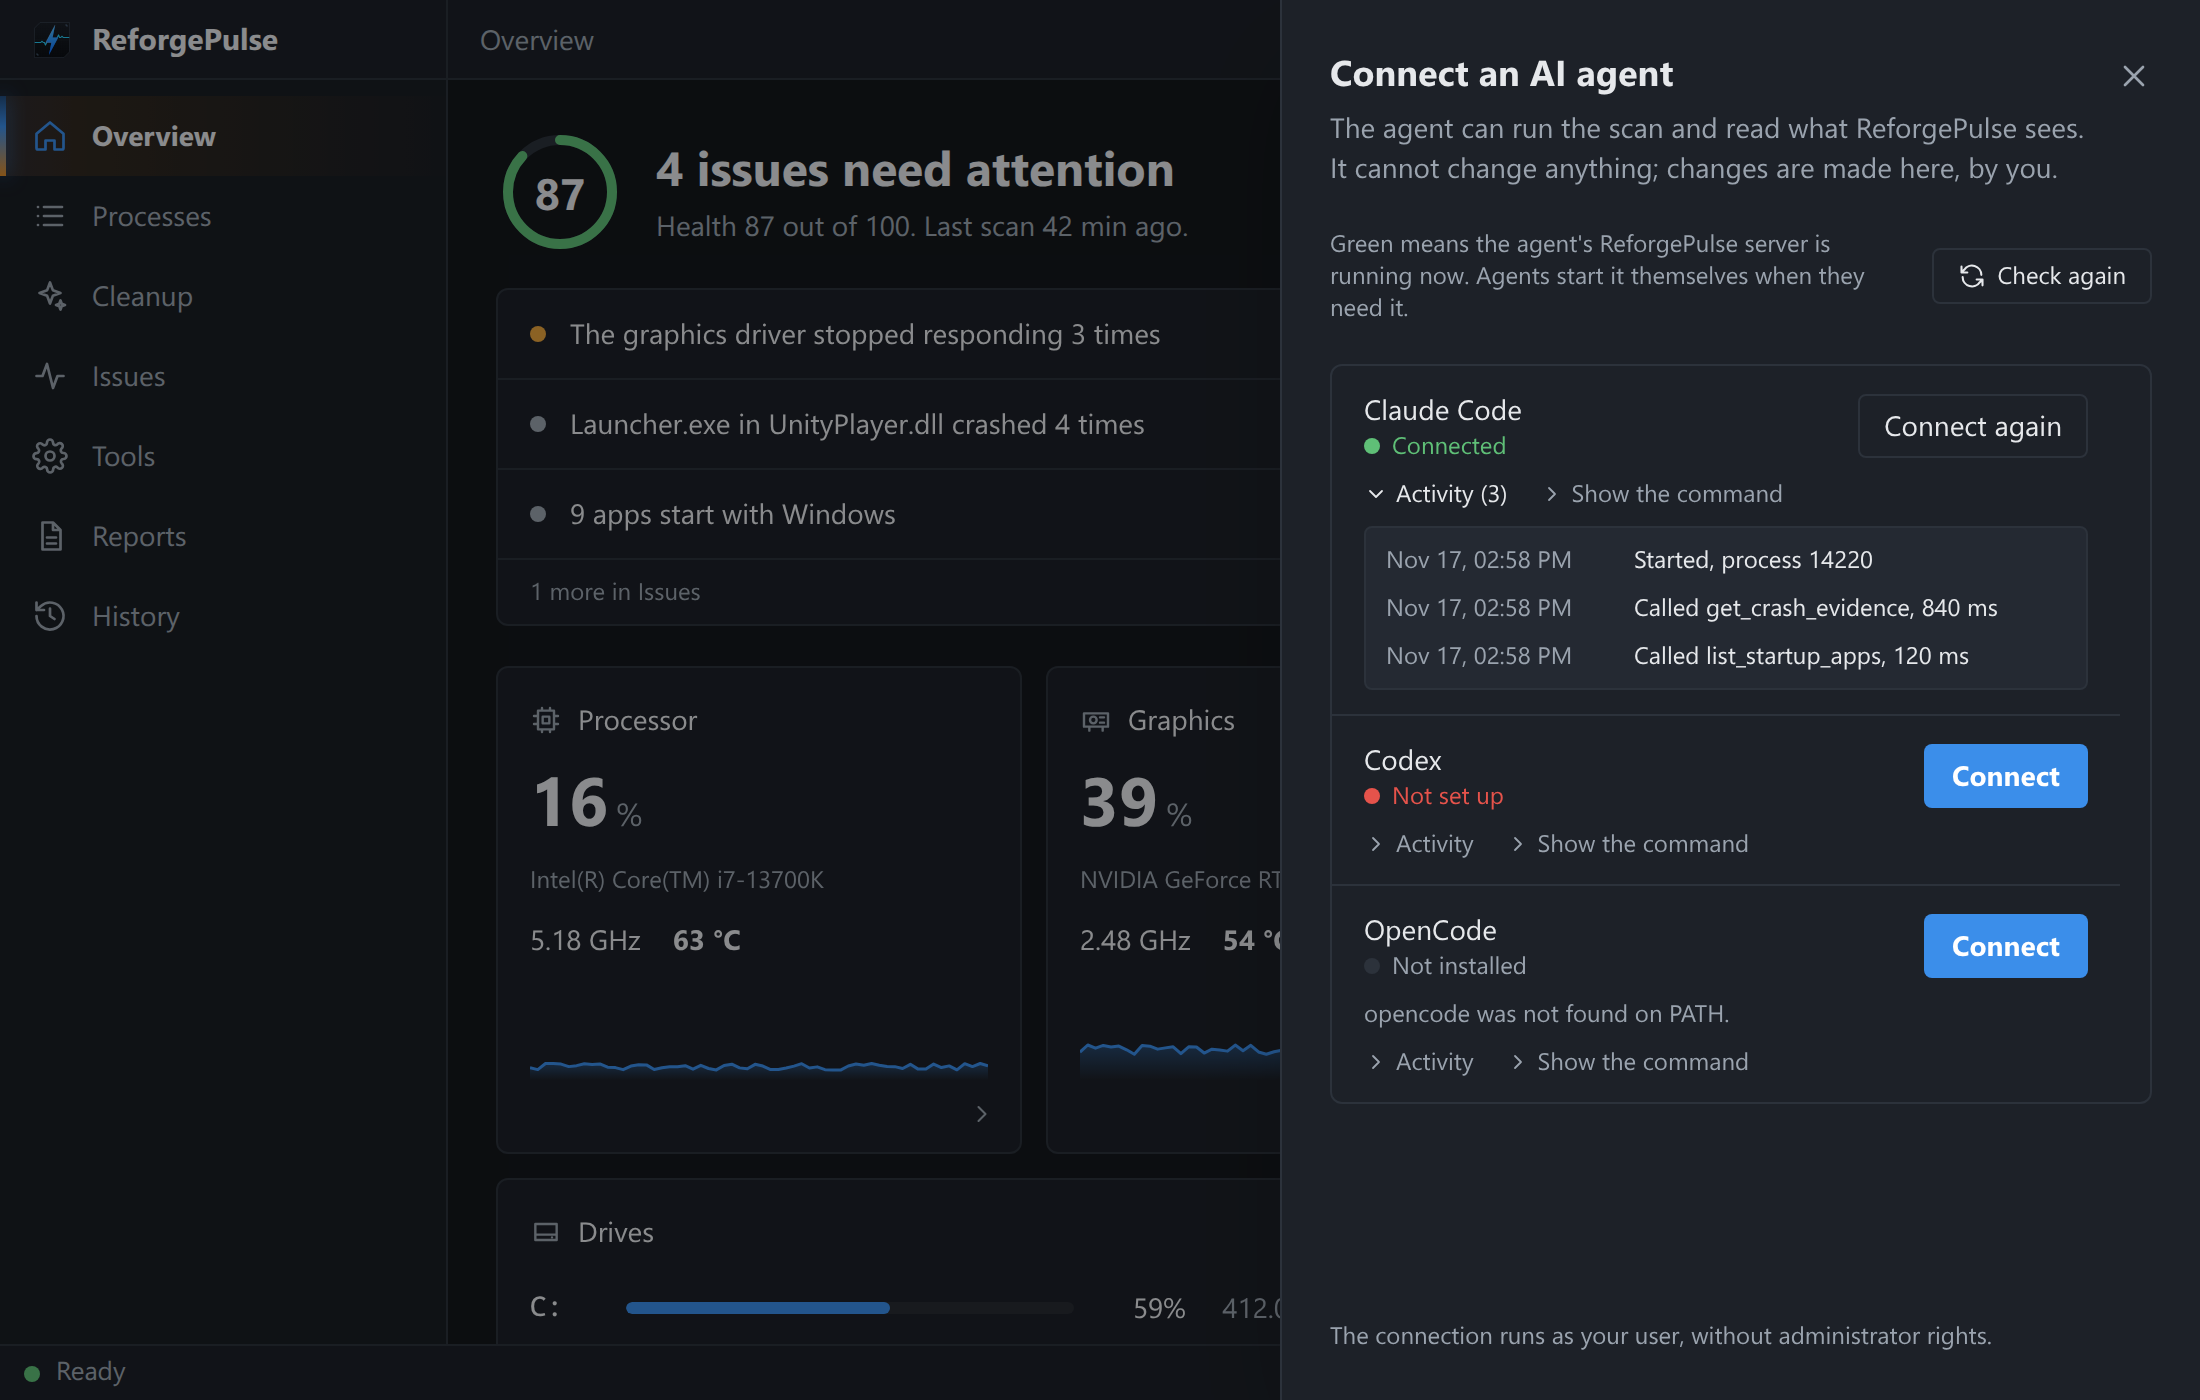 ReforgePulse
Overview
Processes
Cleanup
Issues
Tools
Reports
History
Ready
Overview
87
4 issues need attention
Health 87 out of 100. Last scan 42 min ago.
The graphics driver stopped responding 3 times
Launcher.exe in UnityPlayer.dll crashed 4 times
9 apps start with Windows
1 more in Issues
Processor
16 %
Intel(R) Core(TM) i7-13700K
5.18 GHz 63 °C
Graphics
39 %
NVIDIA GeForce RT
2.48 GHz 54 °C
Drives
C: 59% 412.0
Connect an AI agent
The agent can run the scan and read what ReforgePulse sees.
It cannot change anything; changes are made here, by you.
Green means the agent's ReforgePulse server is
running now. Agents start it themselves when they
need it.
Check again
Claude Code
Connected
Connect again
Activity (3) Show the command
Nov 17, 02:58 PM Started, process 14220
Nov 17, 02:58 PM Called get_crash_evidence, 840 ms
Nov 17, 02:58 PM Called list_startup_apps, 120 ms
Codex
Not set up
Connect
Activity Show the command
OpenCode
Not installed
Connect
opencode was not found on PATH.
Activity Show the command
The connection runs as your user, without administrator rights.